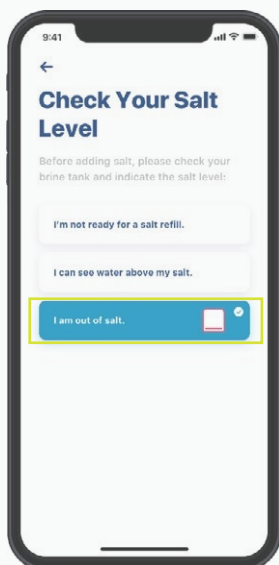 9:41
Check Your Salt
Level
Before adding salt, please check your
brine tank and indicate the salt level:
I'm not ready for a salt refill.
I can see water above my salt.
I am out of salt.